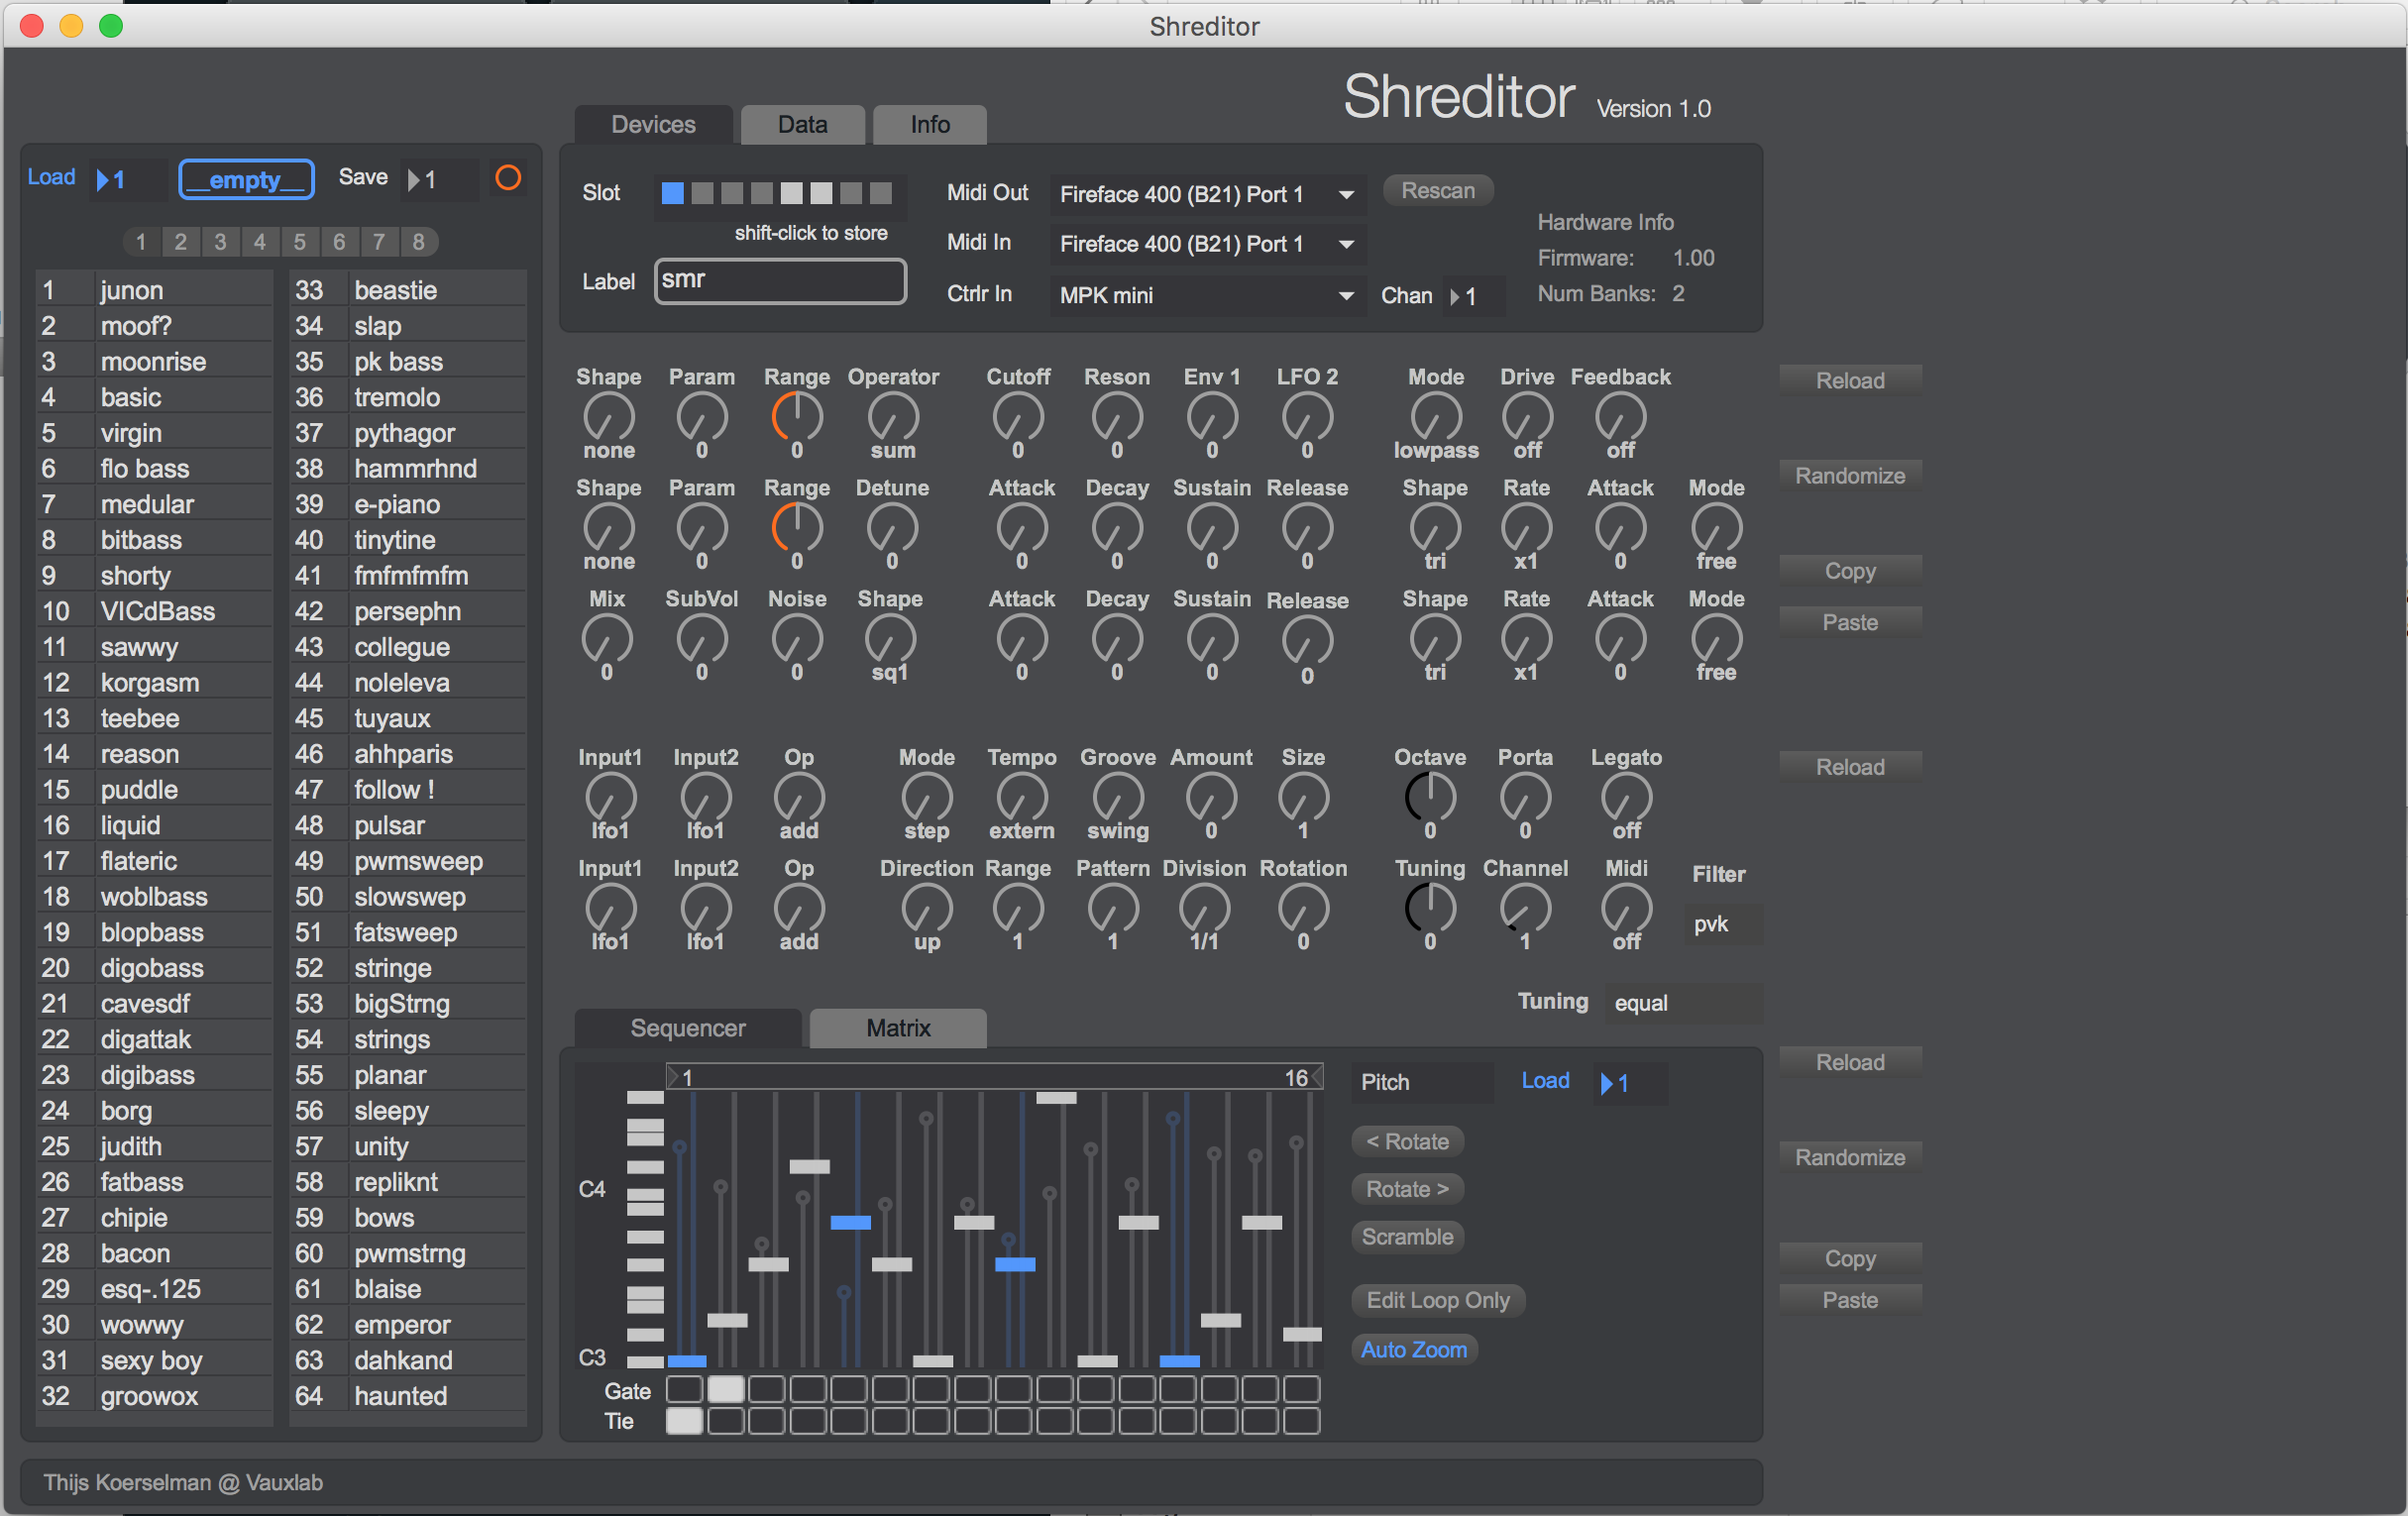 Shreditor
Shreditor Version 1.0
Devices Data Info
Load 1 __empty__ Save 1
1 2 3 4 5 6 7 8
1 junon
2 moof?
3 moonrise
4 basic
5 virgin
6 flo bass
7 medular
8 bitbass
9 shorty
10 VICdBass
11 sawwy
12 korgasm
13 teebee
14 reason
15 puddle
16 liquid
17 flateric
18 woblbass
19 blopbass
20 digobass
21 cavesdf
22 digattak
23 digibass
24 borg
25 judith
26 fatbass
27 chipie
28 bacon
29 esq-.125
30 wowwy
31 sexy boy
32 groowox
33 beastie
34 slap
35 pk bass
36 tremolo
37 pythagor
38 hammrhnd
39 e-piano
40 tinytine
41 fmfmfmfm
42 persephn
43 collegue
44 noleleva
45 tuyaux
46 ahhparis
47 follow !
48 pulsar
49 pwmsweep
50 slowswep
51 fatsweep
52 stringe
53 bigStrng
54 strings
55 planar
56 sleepy
57 unity
58 repliknt
59 bows
60 pwmstrng
61 blaise
62 emperor
63 dahkand
64 haunted
Slot
shift-click to store
Label smr
Midi Out Fireface 400 (B21) Port 1 Rescan
Midi In Fireface 400 (B21) Port 1
Ctrlr In MPK mini Chan 1
Hardware Info
Firmware: 1.00
Num Banks: 2
Shape Param Range Operator Cutoff Reson Env 1 LFO 2 Mode Drive Feedback
none 0 0 sum 0 0 0 0 lowpass off off
Shape Param Range Detune Attack Decay Sustain Release Shape Rate Attack Mode
none 0 0 0 0 0 0 0 tri x1 0 free
Mix SubVol Noise Shape Attack Decay Sustain Release Shape Rate Attack Mode
0 0 0 sq1 0 0 0 0 tri x1 0 free
Reload
Randomize
Copy
Paste
Input1 Input2 Op Mode Tempo Groove Amount Size Octave Porta Legato
lfo1 lfo1 add step extern swing 0 1 0 0 off
Reload
Input1 Input2 Op Direction Range Pattern Division Rotation Tuning Channel Midi Filter
lfo1 lfo1 add up 1 1 1/1 0 0 1 off pvk
Tuning equal
Sequencer Matrix
1 16
C4
C3
Gate
Tie
Pitch Load 1
< Rotate
Rotate >
Scramble
Edit Loop Only
Auto Zoom
Reload
Randomize
Copy
Paste
Thijs Koerselman @ Vauxlab